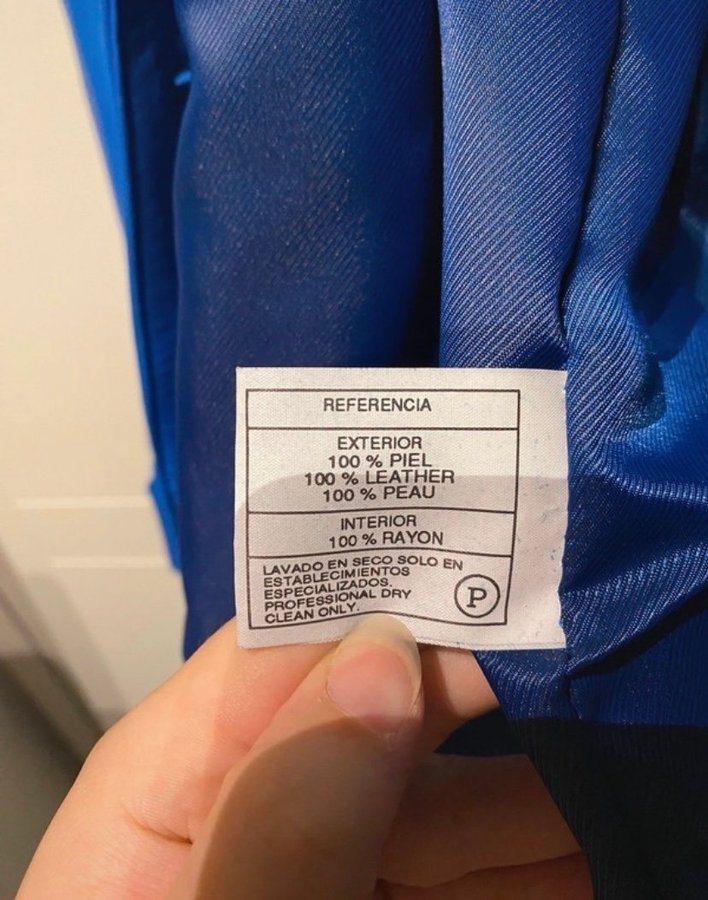 REFERENCIA
EXTERIOR
100 % PIEL
100 % LEATHER
100 % PEAU
INTERIOR
100 % RAYON
LAVADO EN SECO SOLO EN
ESTABLECIMIENTOS
ESPECIALIZADOS.
PROFESSIONAL DRY
CLEAN ONLY.
P